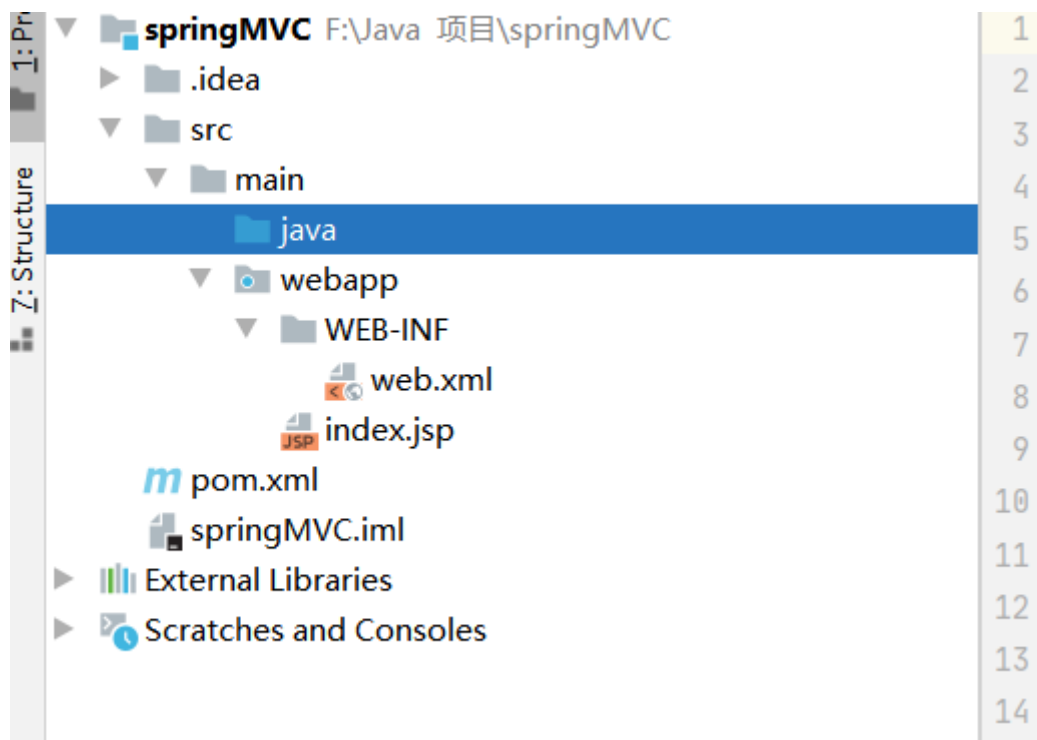 1: Pr
springMVC F:\Java 项目\springMVC
.idea
src
main
java
webapp
WEB-INF
web.xml
JSP index.jsp
m pom.xml
springMVC.iml
External Libraries
Scratches and Consoles
7: Structure
1
2
3
4
5
6
7
8
9
10
11
12
13
14